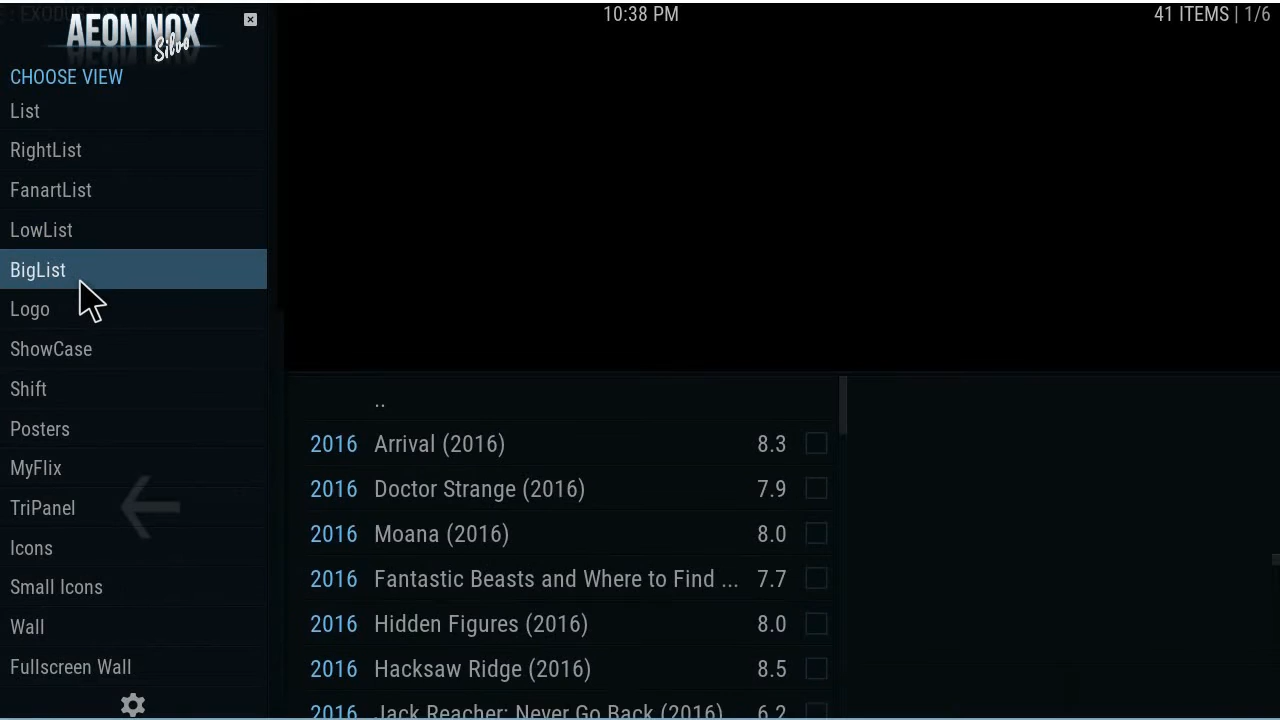 : EXODUS
10:38 PM
41 ITEMS | 1/6
AEON NOX
Silvo
CHOOSE VIEW
List
RightList
FanartList
LowList
BigList
Logo
ShowCase
Shift
Posters
MyFlix
TriPanel
Icons
Small Icons
Wall
Fullscreen Wall
..
2016 Arrival (2016) 8.3
2016 Doctor Strange (2016) 7.9
2016 Moana (2016) 8.0
2016 Fantastic Beasts and Where to Find ... 7.7
2016 Hidden Figures (2016) 8.0
2016 Hacksaw Ridge (2016) 8.5
2016 Jack Reacher: Never Go Back (2016) 6.2